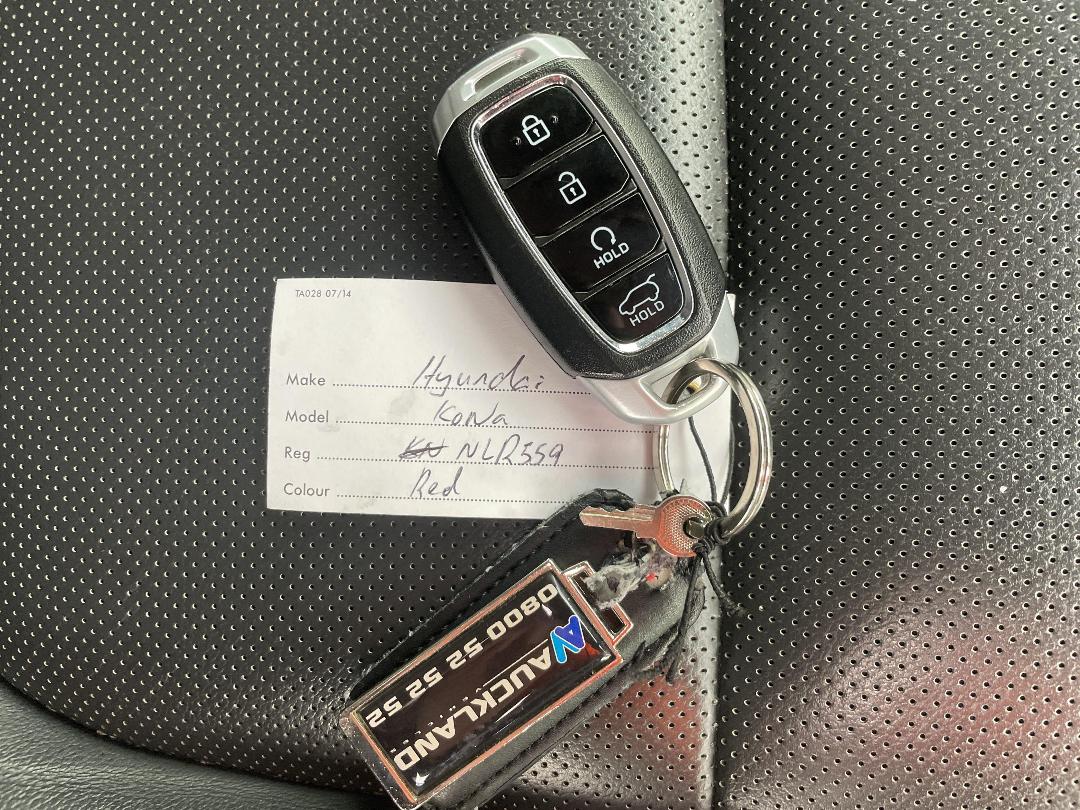 HOLD
HOLD
TA028 07/14
Make Hyundai
Model Kona
Reg NLR559
Colour Red
AUCKLAND
0800 52 52 52